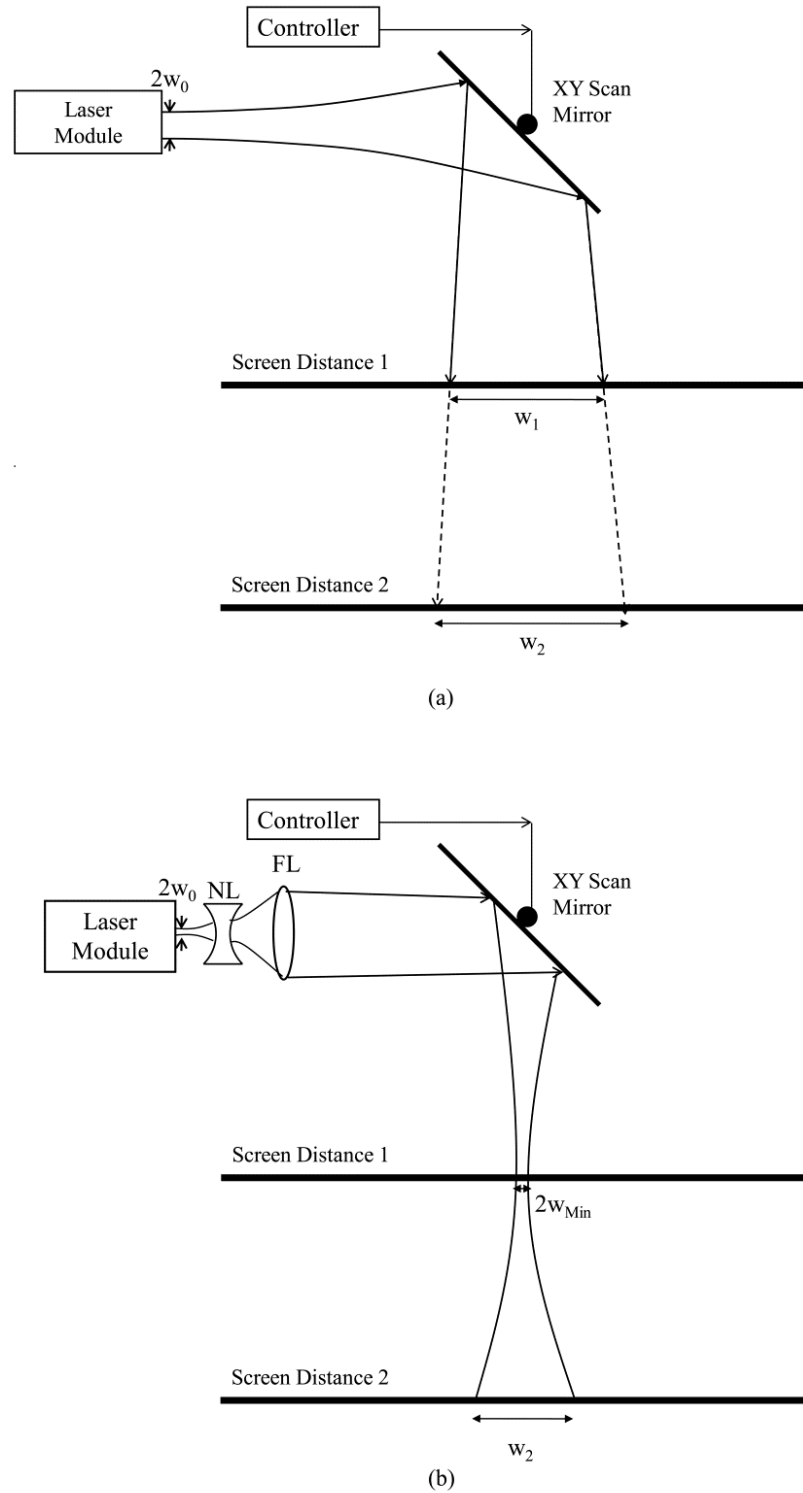 Controller
2w₀
XY Scan
Mirror
Laser
Module
Screen Distance 1
w₁
Screen Distance 2
w₂
(a)
Controller
FL
2w₀
NL
XY Scan
Mirror
Laser
Module
Screen Distance 1
2w_Min
Screen Distance 2
w₂
(b)